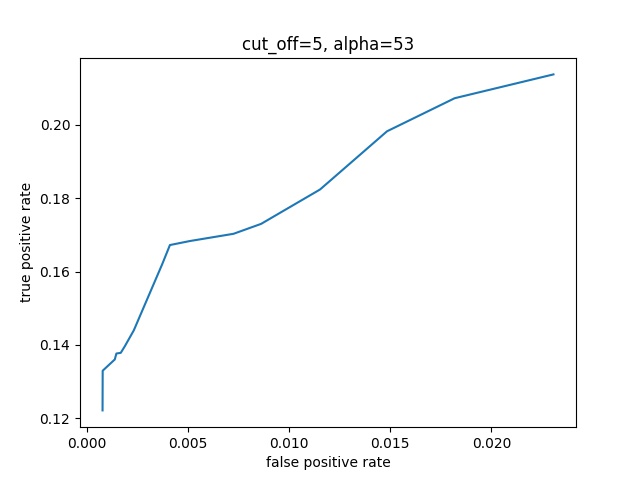 cut_off=5, alpha=53
true positive rate
0.20
0.18
0.16
0.14
0.12
0.000 0.005 0.010 0.015 0.020
false positive rate